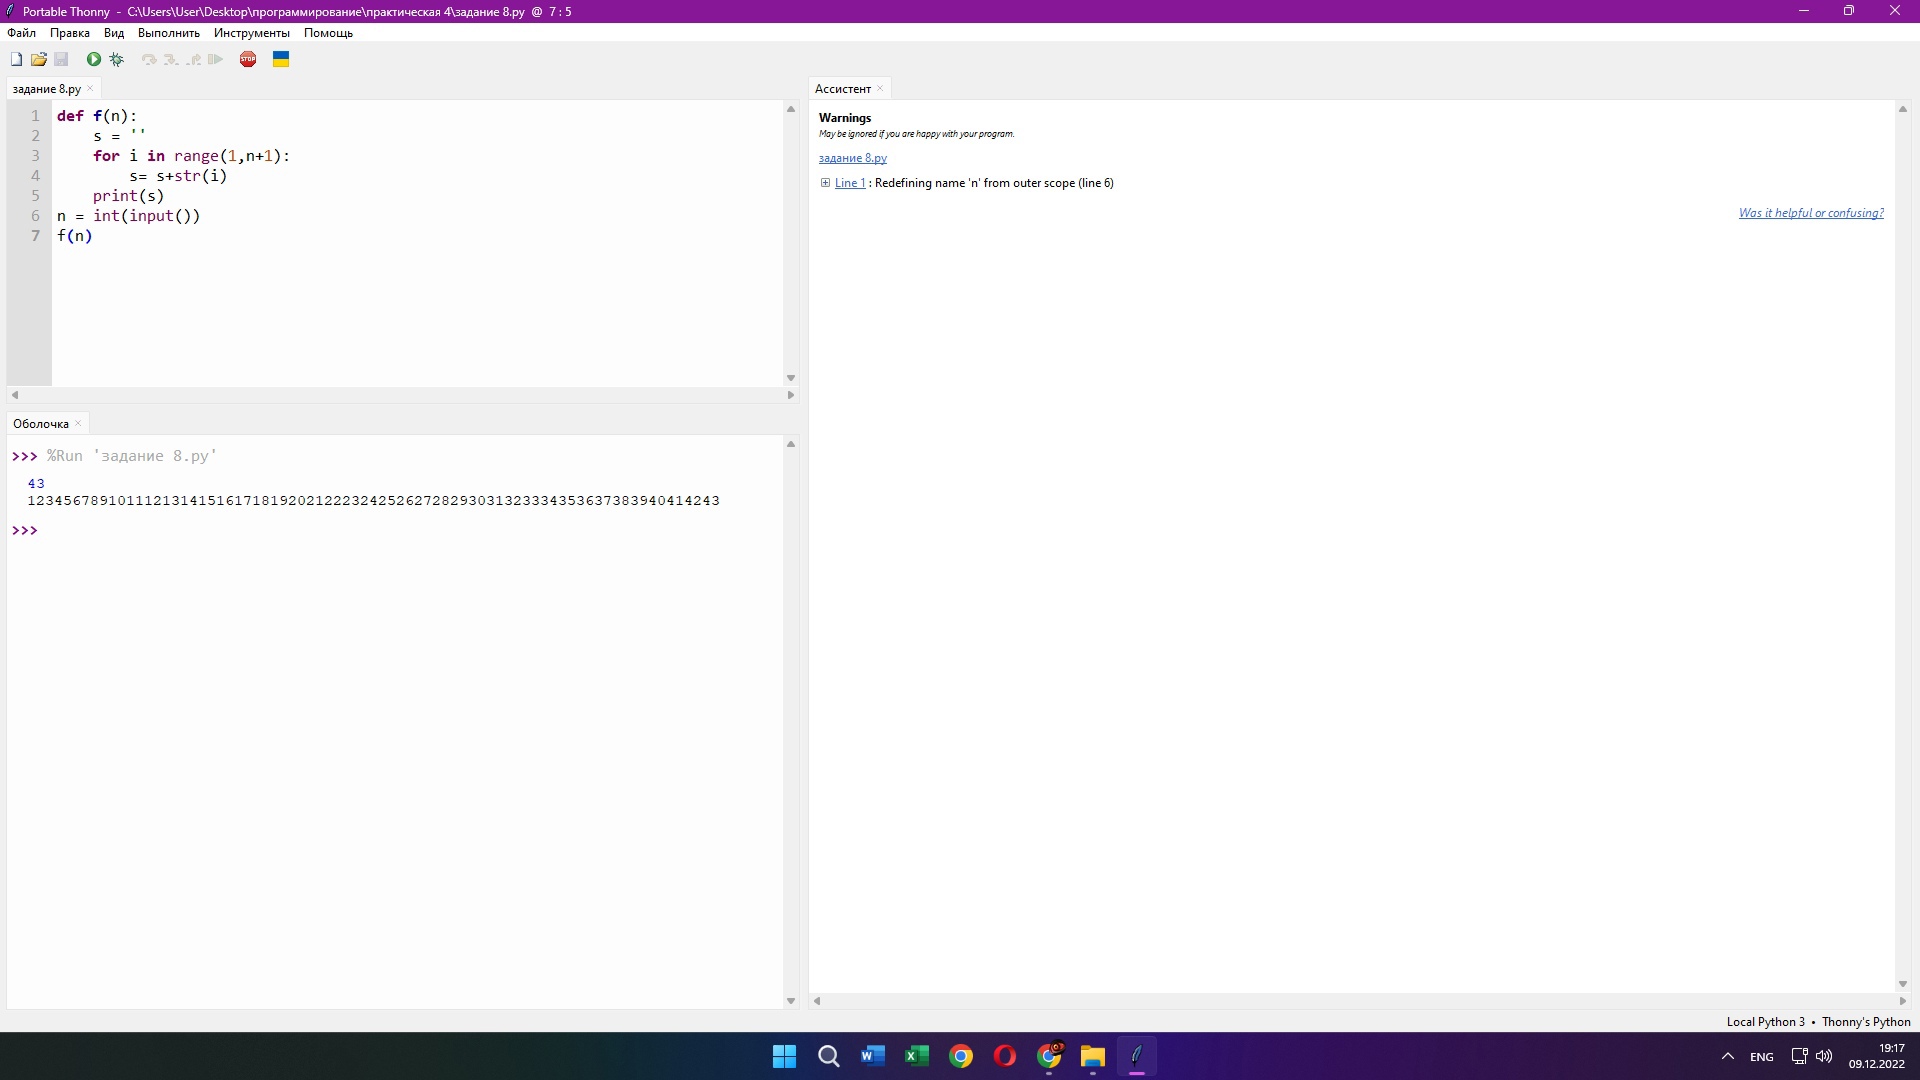 Portable Thonny - C:\Users\User\Desktop\программирование\практическая 4\задание 8.py @ 7 : 5
Файл Правка Вид Выполнить Инструменты Помощь
STOP
задание 8.py ×
1 def f(n):
2     s = ''
3     for i in range(1,n+1):
4         s= s+str(i)
5     print(s)
6 n = int(input())
7 f(n)
Оболочка ×
>>> %Run 'задание 8.py'
43
12345678910111213141516171819202122232425262728293031323334353637383940414243
>>>
Ассистент ×
Warnings
May be ignored if you are happy with your program.
задание 8.py
Line 1 : Redefining name 'n' from outer scope (line 6)
Was it helpful or confusing?
Local Python 3 • Thonny's Python
ENG
19:17
09.12.2022